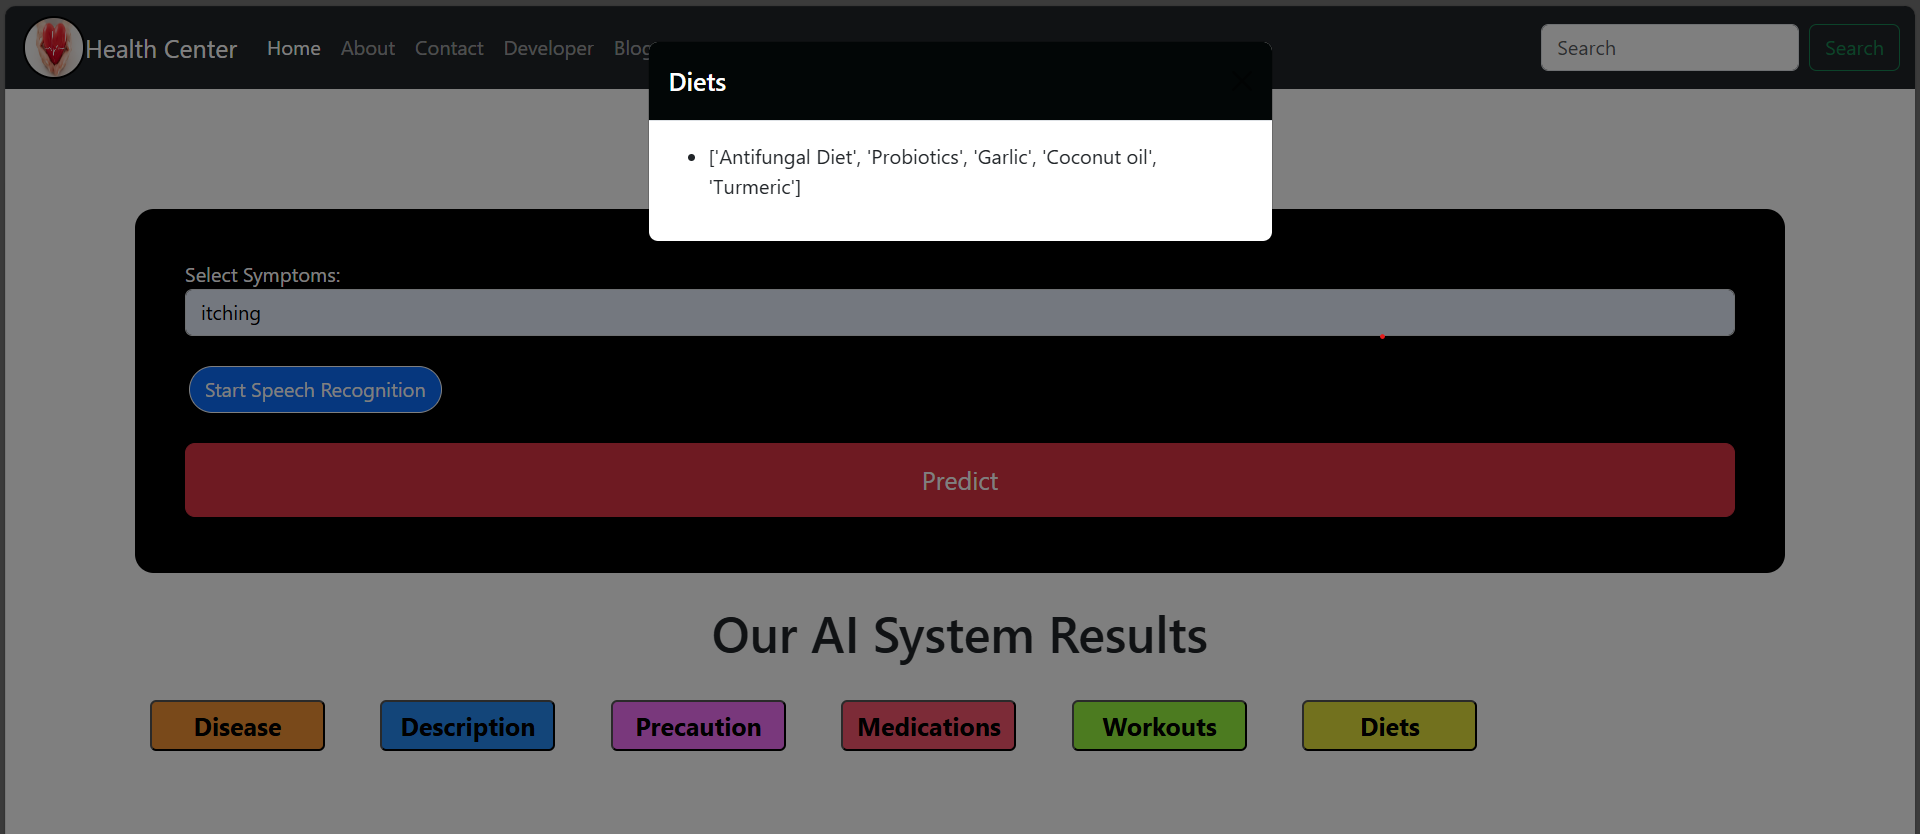 Health Center Home About Contact Developer Blog Search Search
Diets
['Antifungal Diet', 'Probiotics', 'Garlic', 'Coconut oil',
'Turmeric']
Select Symptoms:
itching
Start Speech Recognition
Predict
Our AI System Results
Disease Description Precaution Medications Workouts Diets